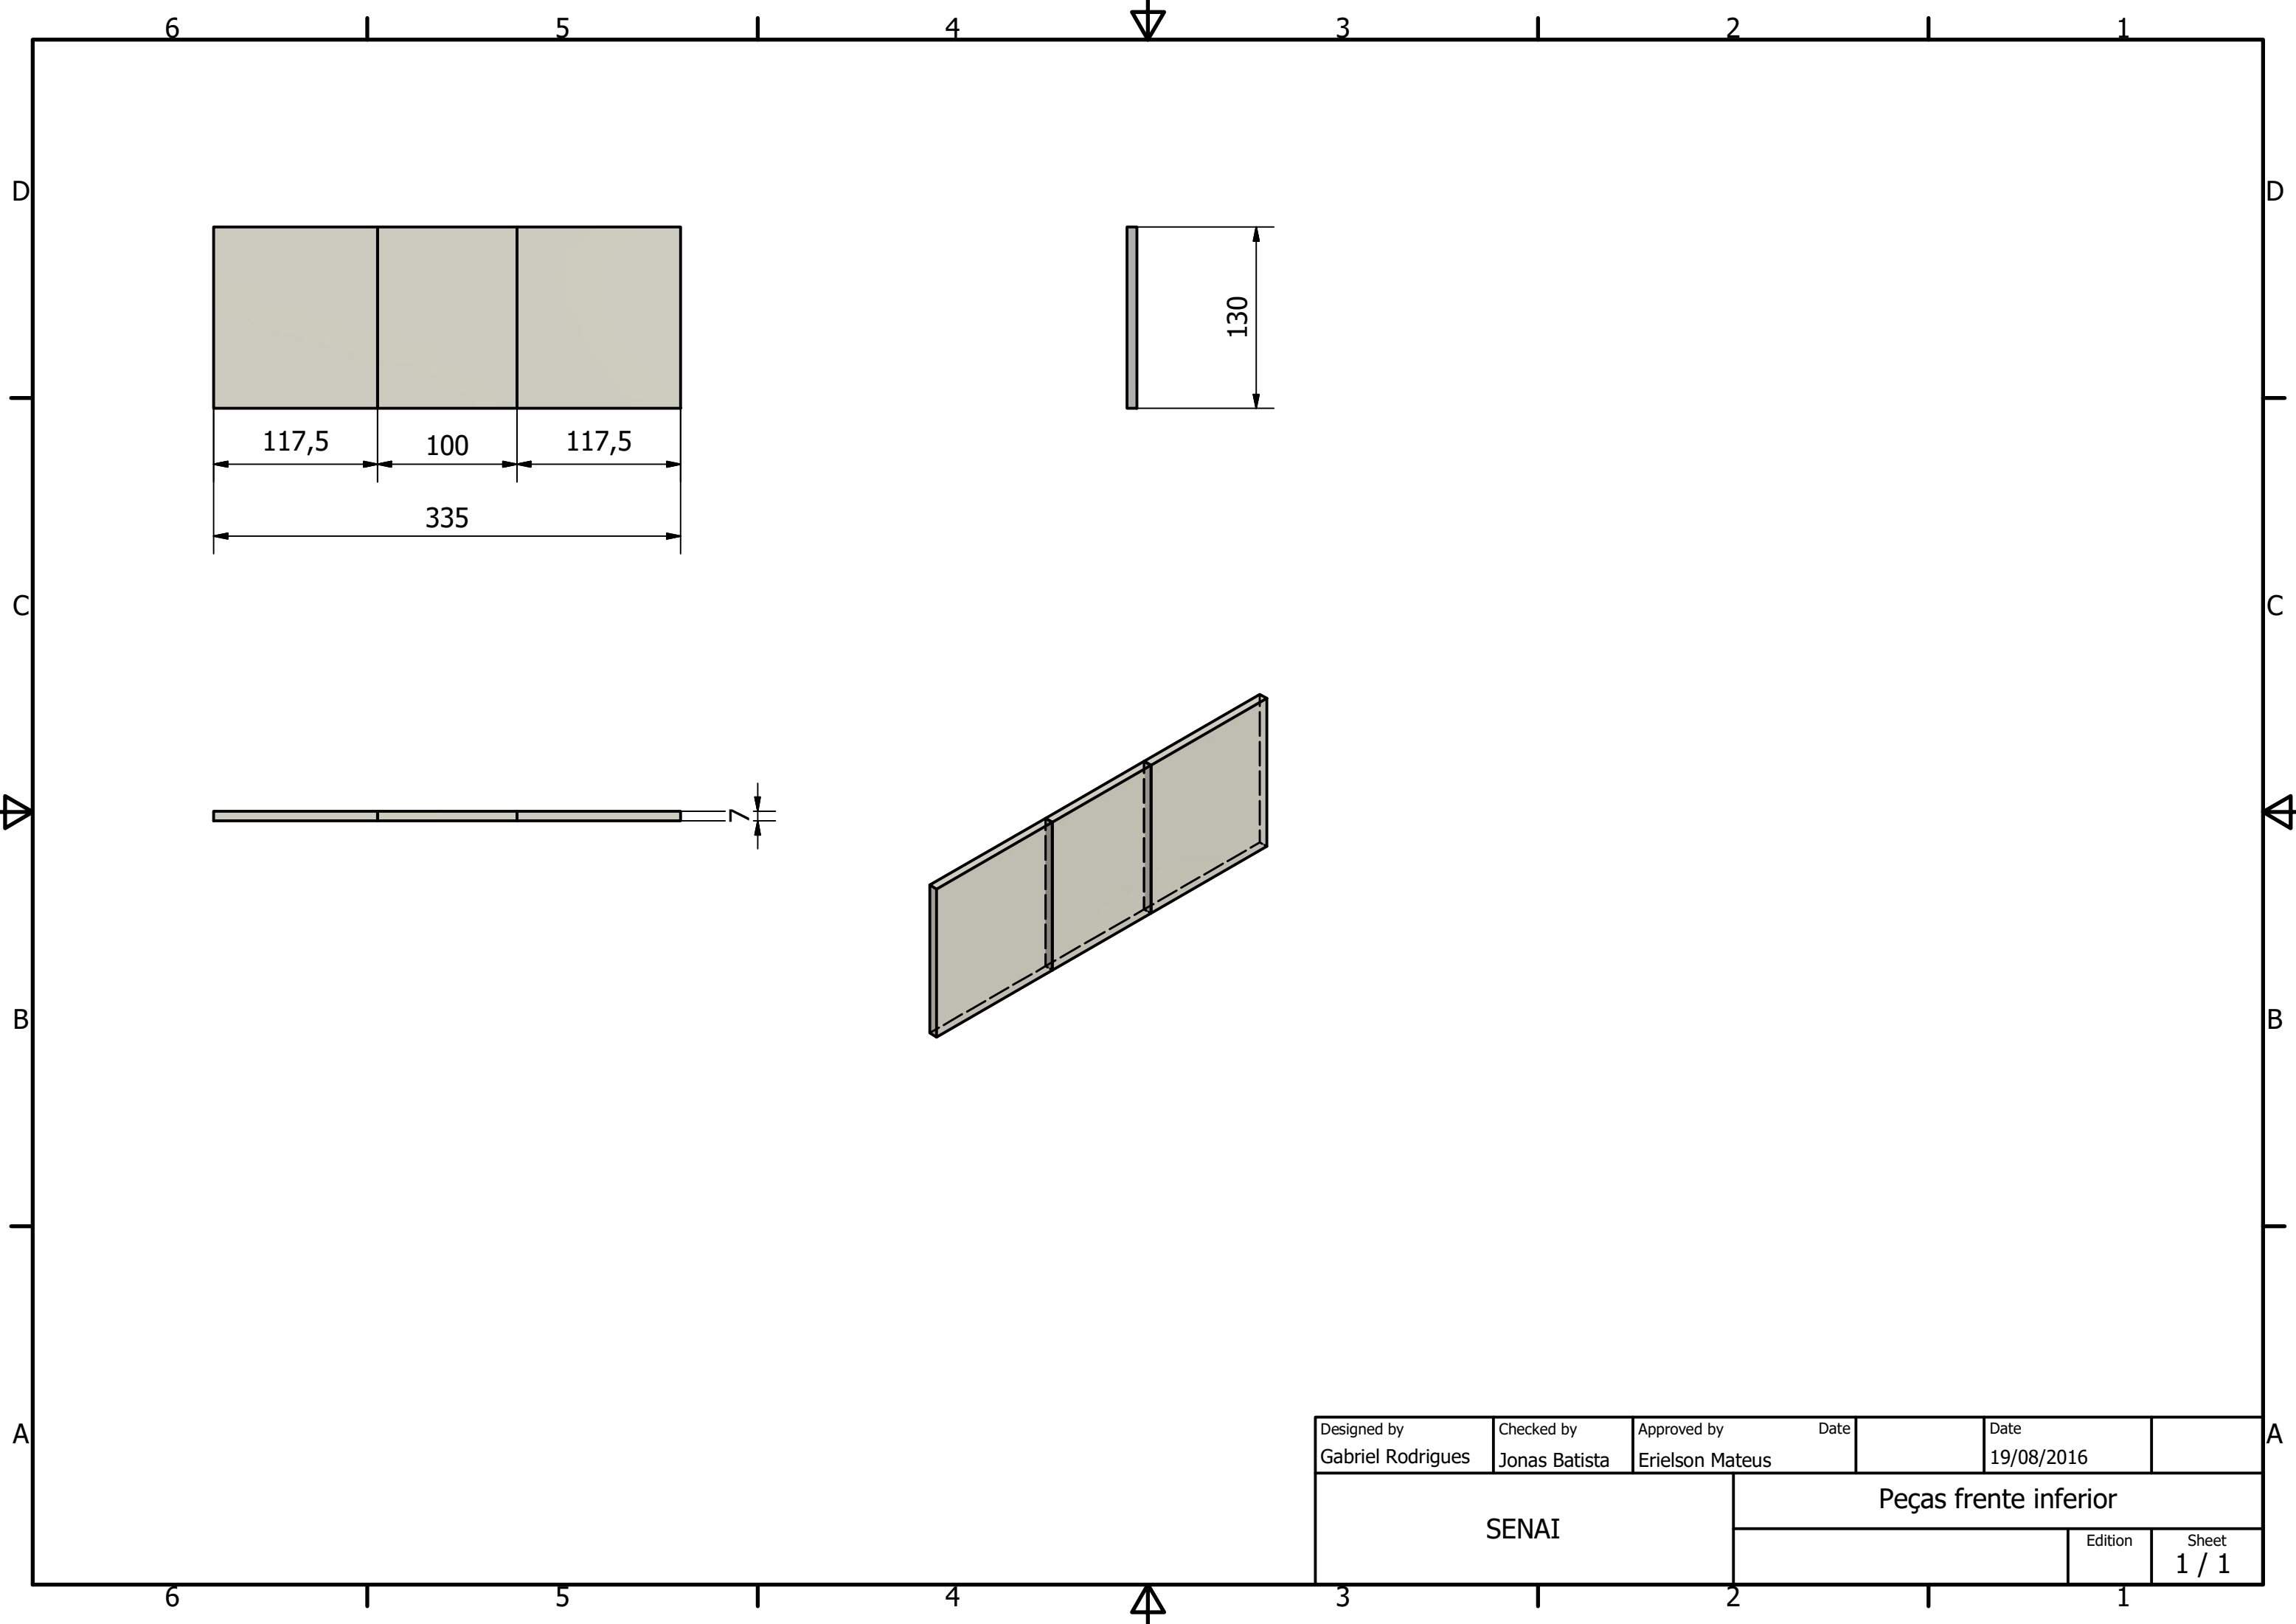 6 5 4 3 2 1
D D
117,5 100 117,5
335
130
C C
7
B B
A A
Designed by Checked by Approved by Date Date
Gabriel Rodrigues Jonas Batista Erielson Mateus 19/08/2016
SENAI
Peças frente inferior
Edition Sheet
1 / 1
6 5 4 3 2 1